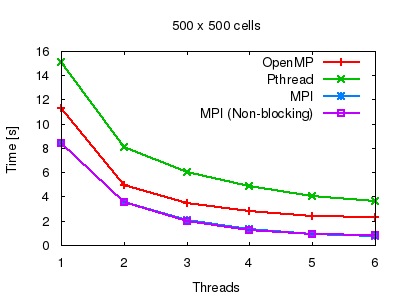 500 x 500 cells
Time [s]
16
14
12
10
8
6
4
2
0
OpenMP
Pthread
MPI
MPI (Non-blocking)
1 2 3 4 5 6
Threads